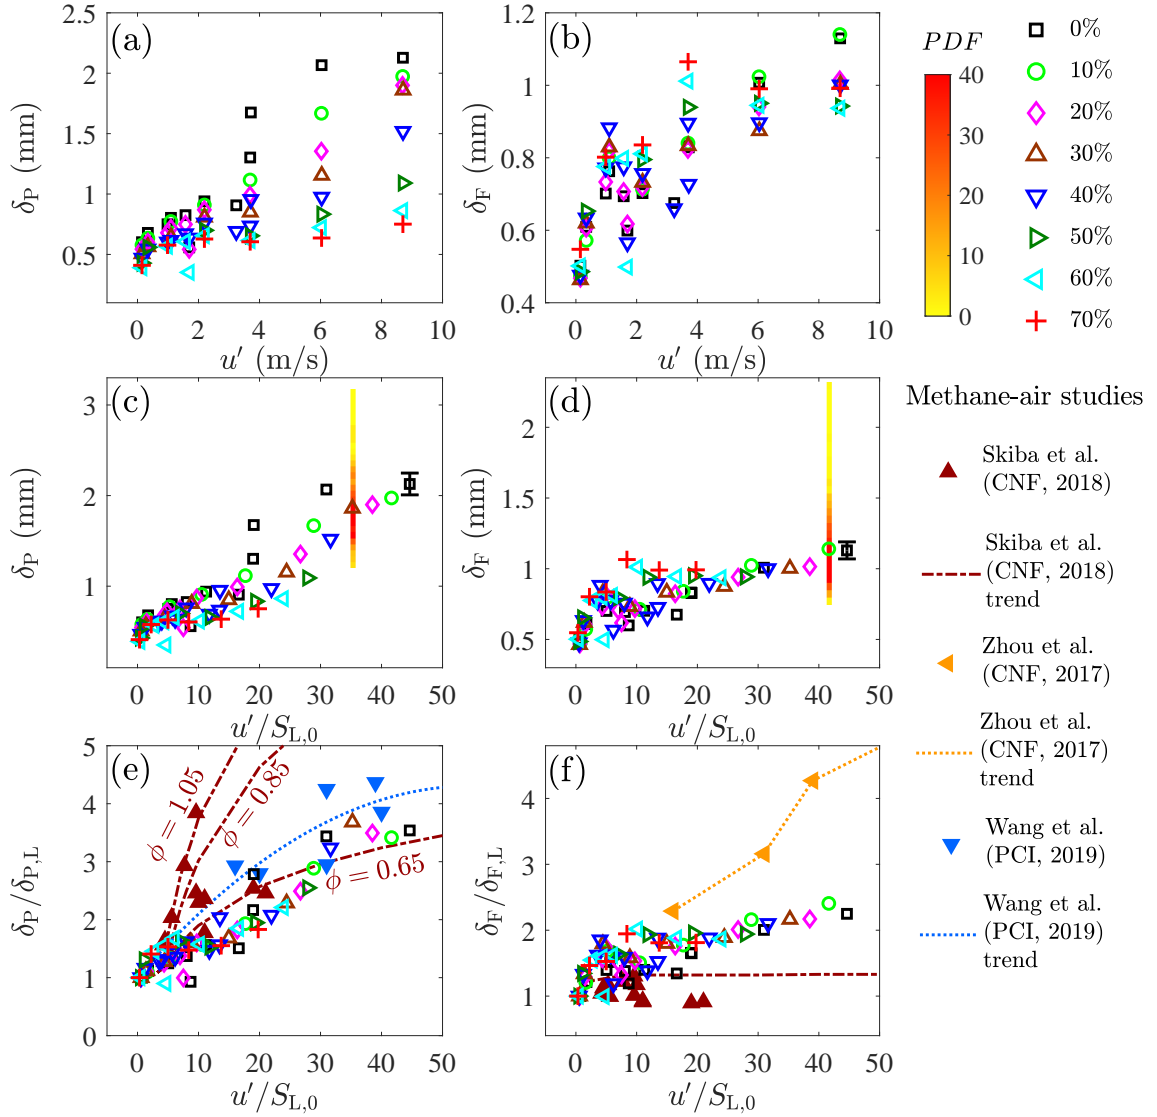 (a)
δP (mm)
2.5
2
1.5
1
0.5
0 2 4 6 8 10
u′ (m/s)
(b)
δF (mm)
1.2
1
0.8
0.6
0.4
0 2 4 6 8 10
u′ (m/s)
PDF
40
30
20
10
0
0%
10%
20%
30%
40%
50%
60%
70%
(c)
δP (mm)
3
2
1
0 10 20 30 40 50
u′/SL,0
(d)
δF (mm)
2
1.5
1
0.5
0 10 20 30 40 50
u′/SL,0
Methane-air studies
Skiba et al.
(CNF, 2018)
Skiba et al.
(CNF, 2018)
trend
Zhou et al.
(CNF, 2017)
Zhou et al.
(CNF, 2017)
trend
Wang et al.
(PCI, 2019)
Wang et al.
(PCI, 2019)
trend
(e)
δP/δP,L
5
4
3
2
1
0
ϕ = 1.05
ϕ = 0.85
ϕ = 0.65
0 10 20 30 40 50
u′/SL,0
(f)
δF/δF,L
4
3
2
1
0 10 20 30 40 50
u′/SL,0